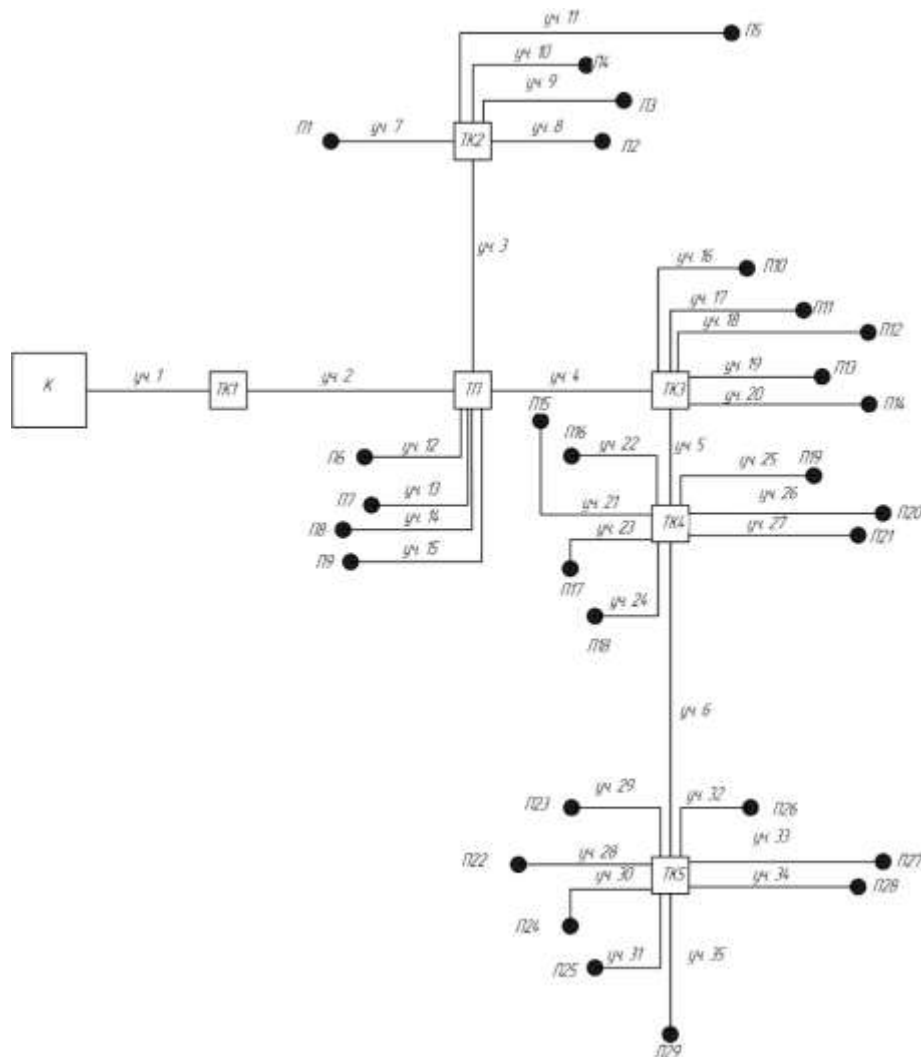 уч. 11
П5
уч. 10
П4
уч. 9
П3
П1
уч. 7
ТК2
уч. 8
П2
уч. 3
уч. 16
П10
уч. 17
П11
уч. 18
П12
К
уч. 1
ТК1
уч. 2
ТП
уч. 4
ТК3
уч. 19
П13
уч. 20
П14
П15
П16
уч. 22
уч. 5
П6
уч. 12
П7
уч. 13
П8
уч. 14
П9
уч. 15
уч. 25
П19
уч. 21
уч. 26
П20
ТК4
уч. 23
уч. 27
П21
П17
уч. 24
П18
уч. 6
уч. 29
П23
уч. 32
П26
уч. 33
П22
уч. 28
ТК5
П27
уч. 30
уч. 34
П28
П24
уч. 31
П25
уч. 35
П29